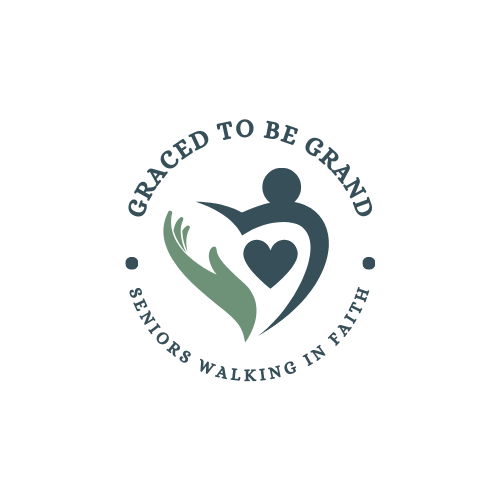 GRACED TO BE GRAND
SENIORS WALKING IN FAITH